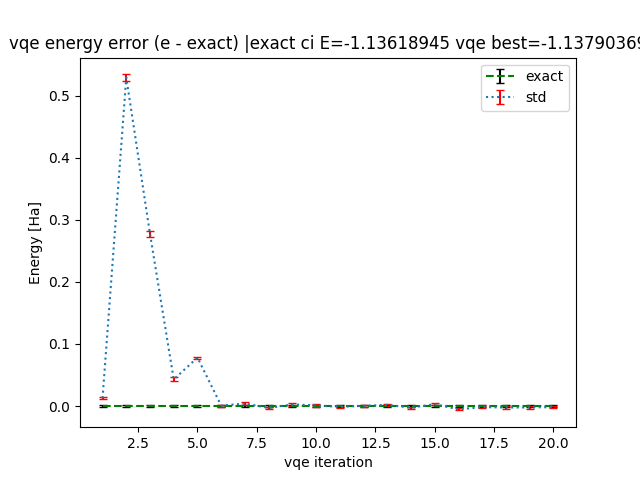 vqe energy error (e - exact) |exact ci E=-1.13618945 vqe best=-1.13790369
exact
std
Energy [Ha]
0.5
0.4
0.3
0.2
0.1
0.0
2.5 5.0 7.5 10.0 12.5 15.0 17.5 20.0
vqe iteration